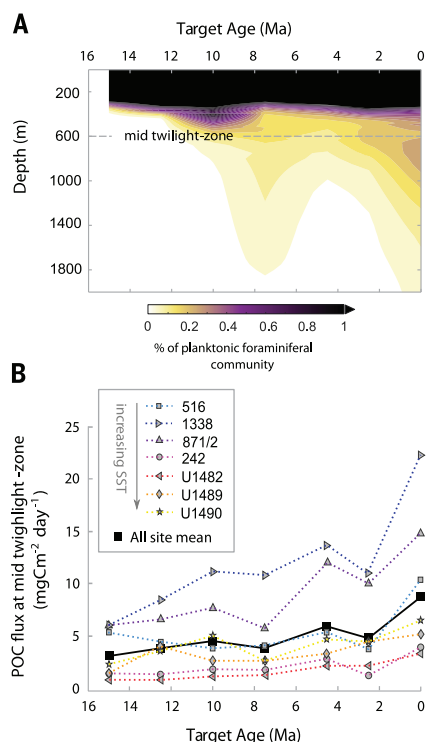 A
Target Age (Ma)
16 14 12 10 8 6 4 2 0
200
600
1000
1400
1800
Depth (m)
mid twilight-zone
0 0.2 0.4 0.6 0.8 1
% of planktonic foraminiferal
community
B
increasing SST
516
1338
871/2
242
U1482
U1489
U1490
All site mean
25
20
15
10
5
0
POC flux at mid twighlight -zone
(mgCm-2 day-1)
16 14 12 10 8 6 4 2 0
Target Age (Ma)